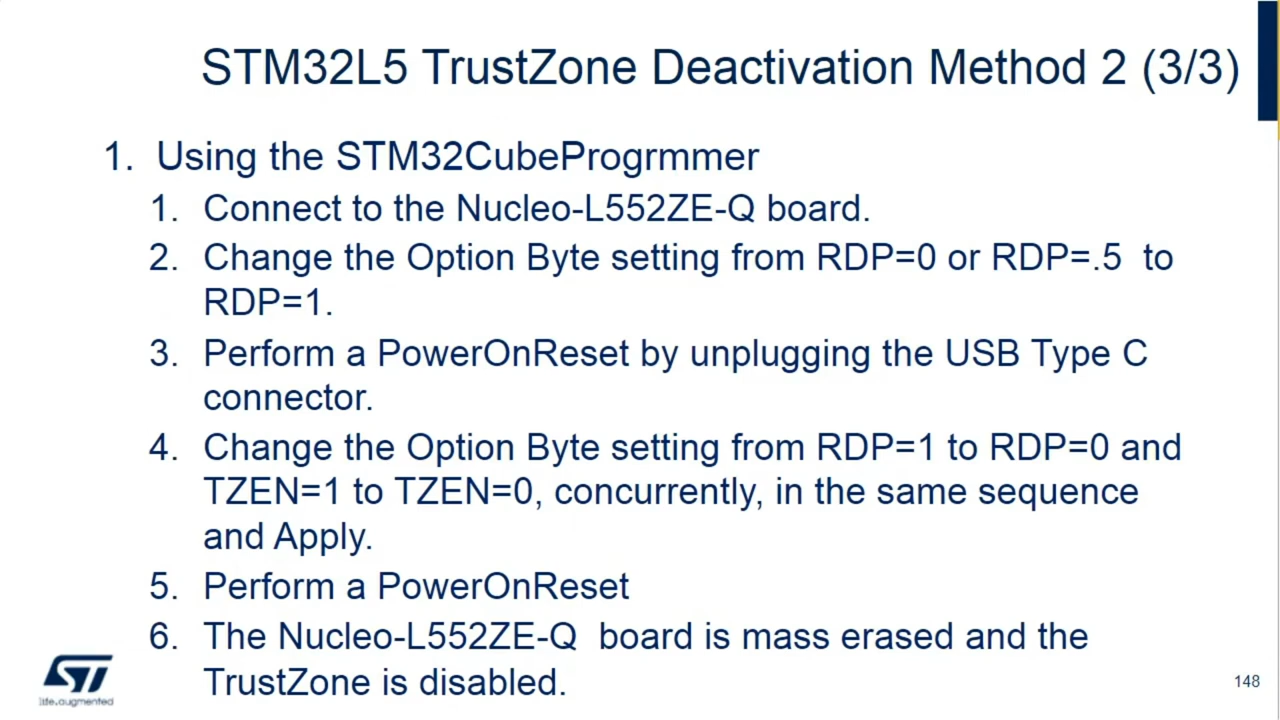 STM32L5 TrustZone Deactivation Method 2 (3/3)
1. Using the STM32CubeProgrmmer
1. Connect to the Nucleo-L552ZE-Q board.
2. Change the Option Byte setting from RDP=0 or RDP=.5 to
RDP=1.
3. Perform a PowerOnReset by unplugging the USB Type C
connector.
4. Change the Option Byte setting from RDP=1 to RDP=0 and
TZEN=1 to TZEN=0, concurrently, in the same sequence
and Apply.
5. Perform a PowerOnReset
6. The Nucleo-L552ZE-Q board is mass erased and the
TrustZone is disabled.
ST
life.augmented
148